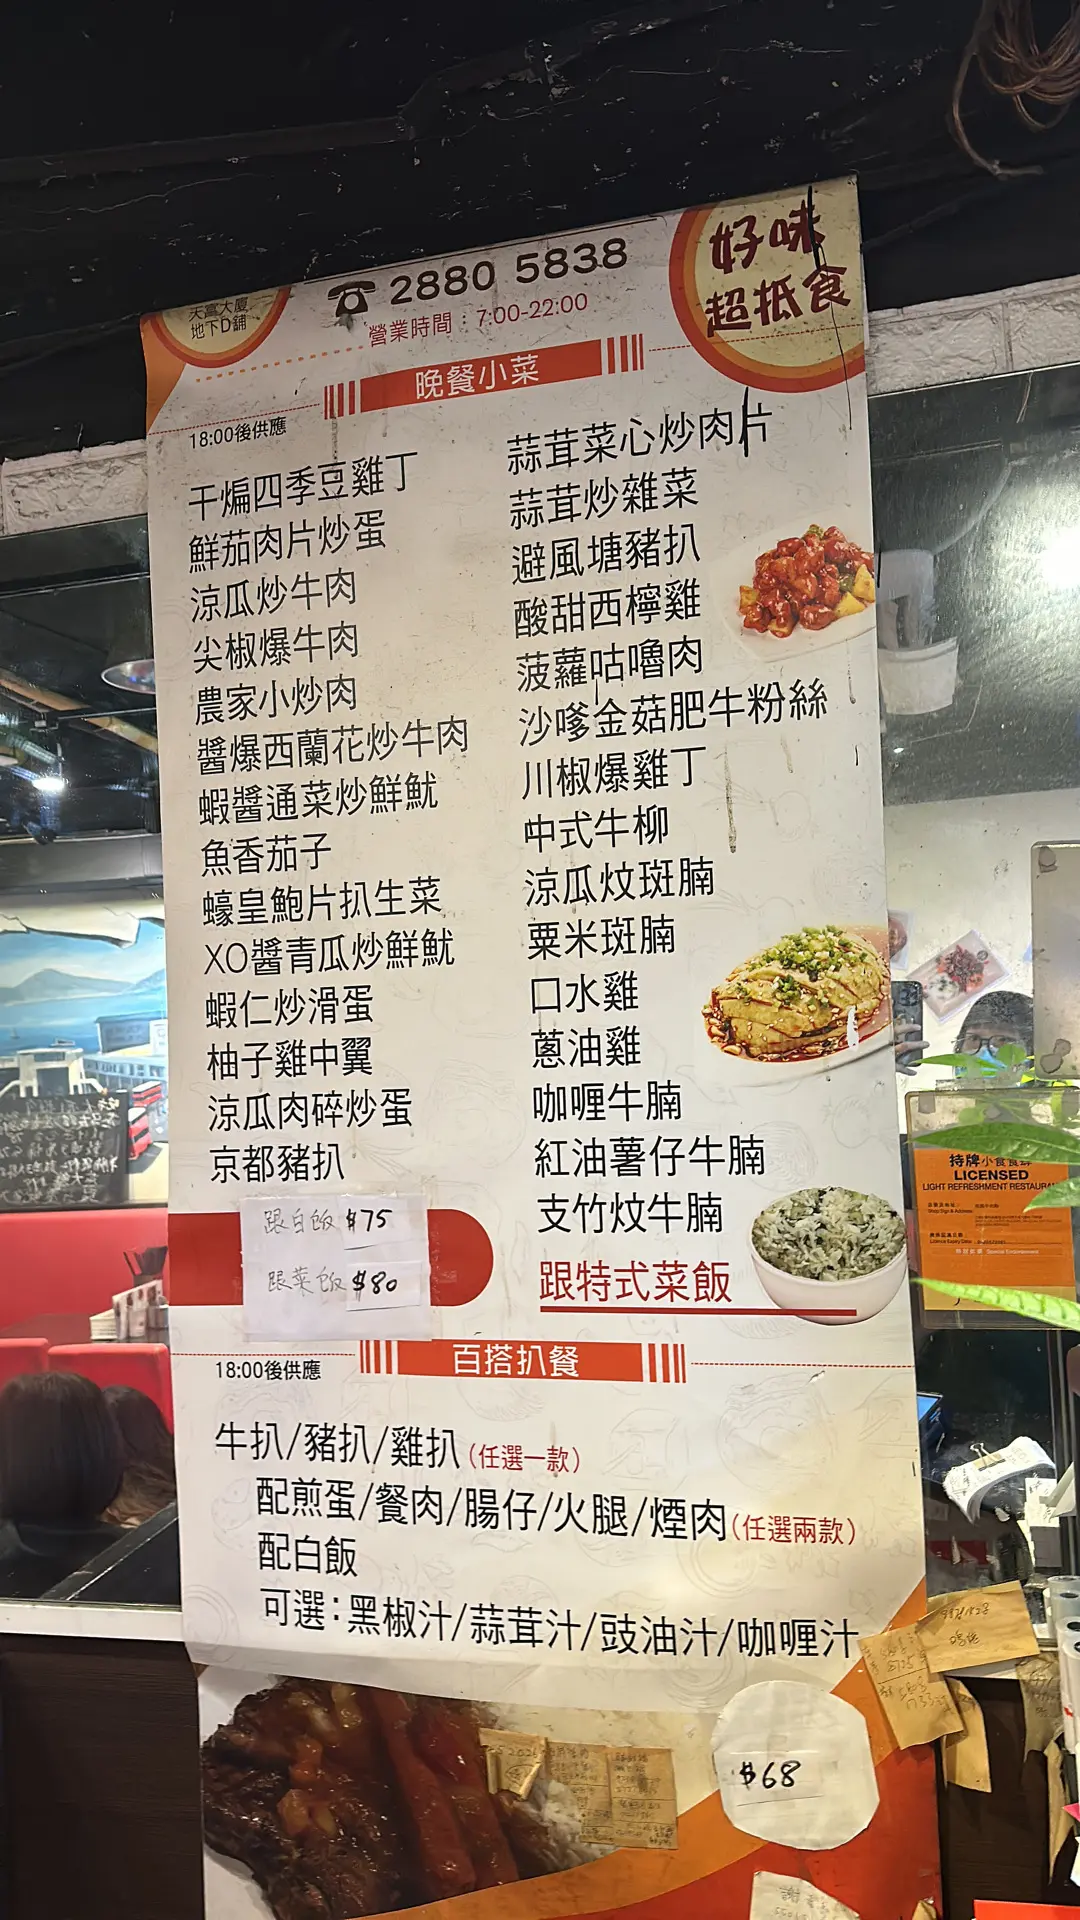 天富大廈
地下D舖
☎ 2880 5838
營業時間：7:00-22:00
好味
超抵食
晚餐小菜
18:00後供應
干煸四季豆雞丁
鮮茄肉片炒蛋
涼瓜炒牛肉
尖椒爆牛肉
農家小炒肉
醬爆西蘭花炒牛肉
蝦醬通菜炒鮮魷
魚香茄子
蠔皇鮑片扒生菜
XO醬青瓜炒鮮魷
蝦仁炒滑蛋
柚子雞中翼
涼瓜肉碎炒蛋
京都豬扒
跟白飯 $75
跟菜飯 $80
蒜茸菜心炒肉片
蒜茸炒雜菜
避風塘豬扒
酸甜西檸雞
菠蘿咕嚕肉
沙嗲金菇肥牛粉絲
川椒爆雞丁
中式牛柳
涼瓜炆斑腩
粟米斑腩
口水雞
蔥油雞
咖喱牛腩
紅油薯仔牛腩
支竹炆牛腩
跟特式菜飯
百搭扒餐
18:00後供應
牛扒/豬扒/雞扒(任選一款)
配煎蛋/餐肉/腸仔/火腿/煙肉(任選兩款)
配白飯
可選：黑椒汁/蒜茸汁/豉油汁/咖喱汁
$68
持牌小食食肆
LICENSED
LIGHT REFRESHMENT RESTAURANT